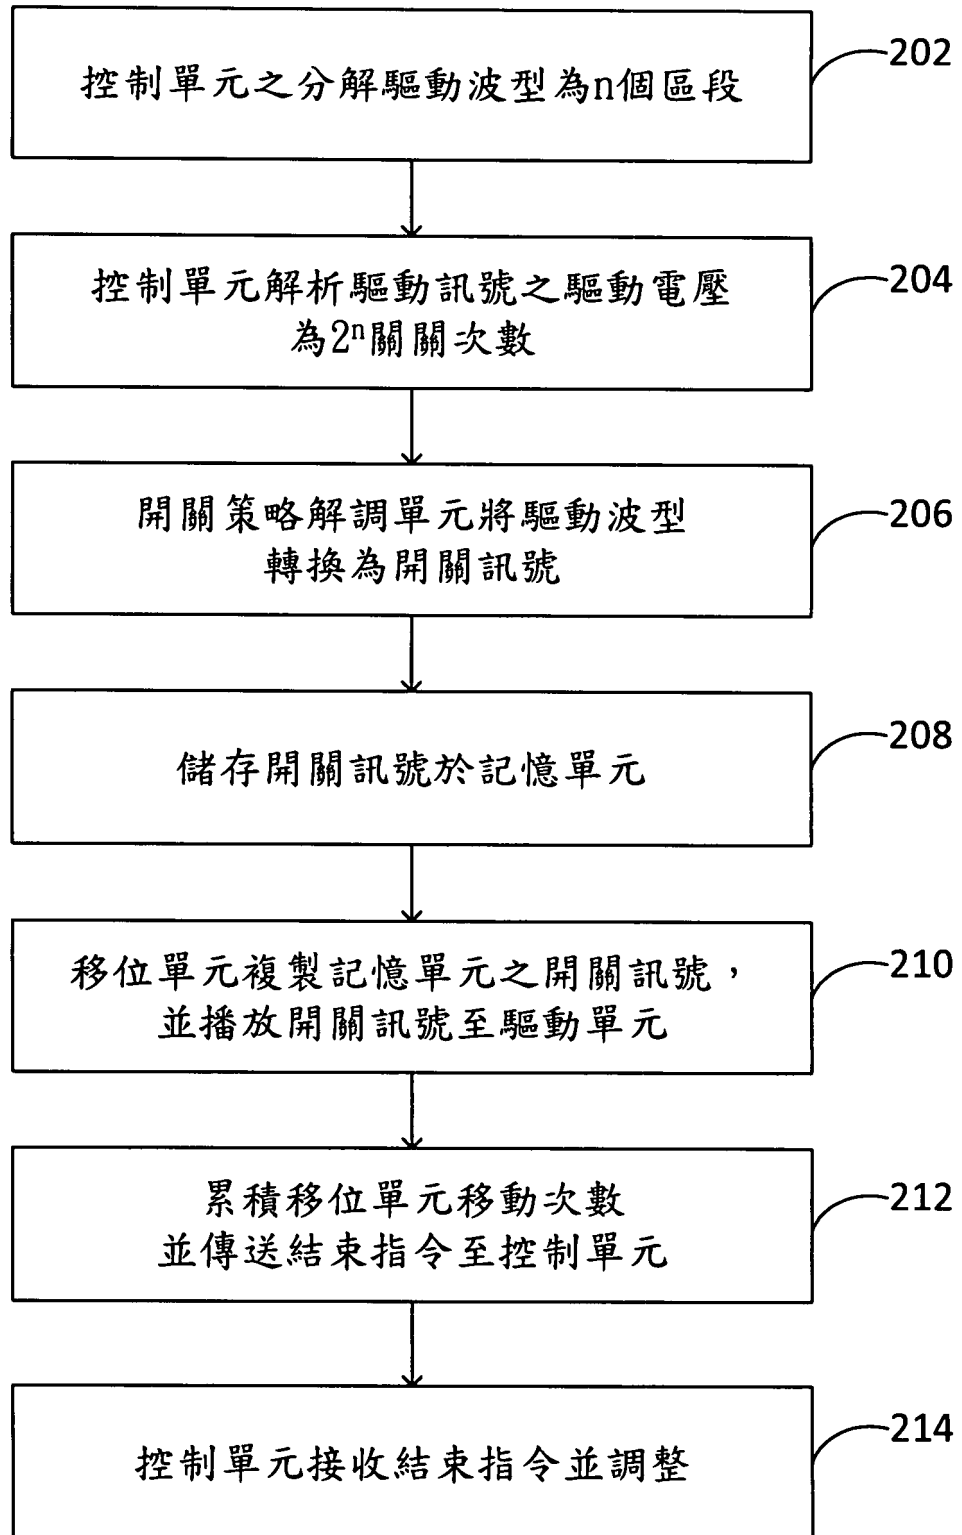 控制單元之分解驅動波型為n個區段
202
控制單元解析驅動訊號之驅動電壓
為2ⁿ關關次數
204
開關策略解調單元將驅動波型
轉換為開關訊號
206
儲存開關訊號於記憶單元
208
移位單元複製記憶單元之開關訊號，
並播放開關訊號至驅動單元
210
累積移位單元移動次數
並傳送結束指令至控制單元
212
控制單元接收結束指令並調整
214